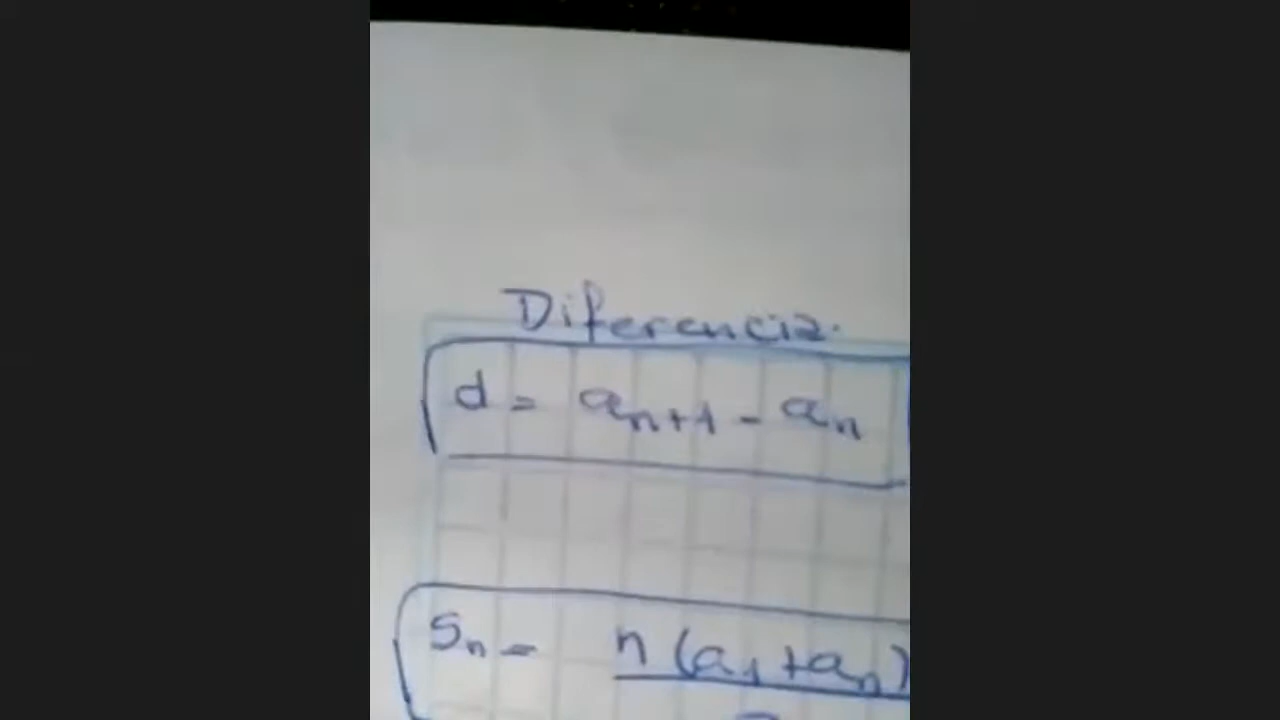 Diferencia.
d = aₙ₊₁ - aₙ
Sₙ = n(a₁+aₙ)